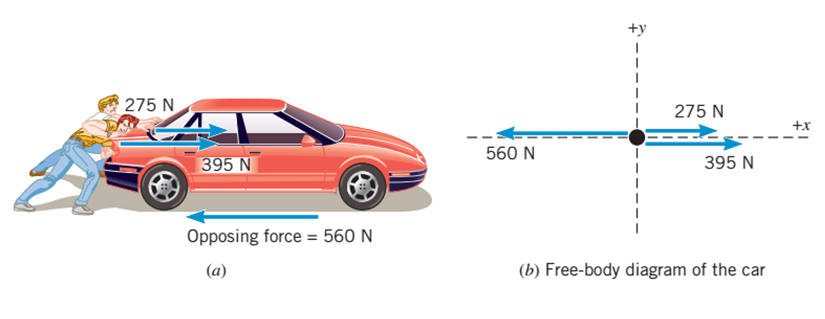 275 N
395 N
Opposing force = 560 N
(a)
+y
275 N
+x
560 N
395 N
(b) Free-body diagram of the car